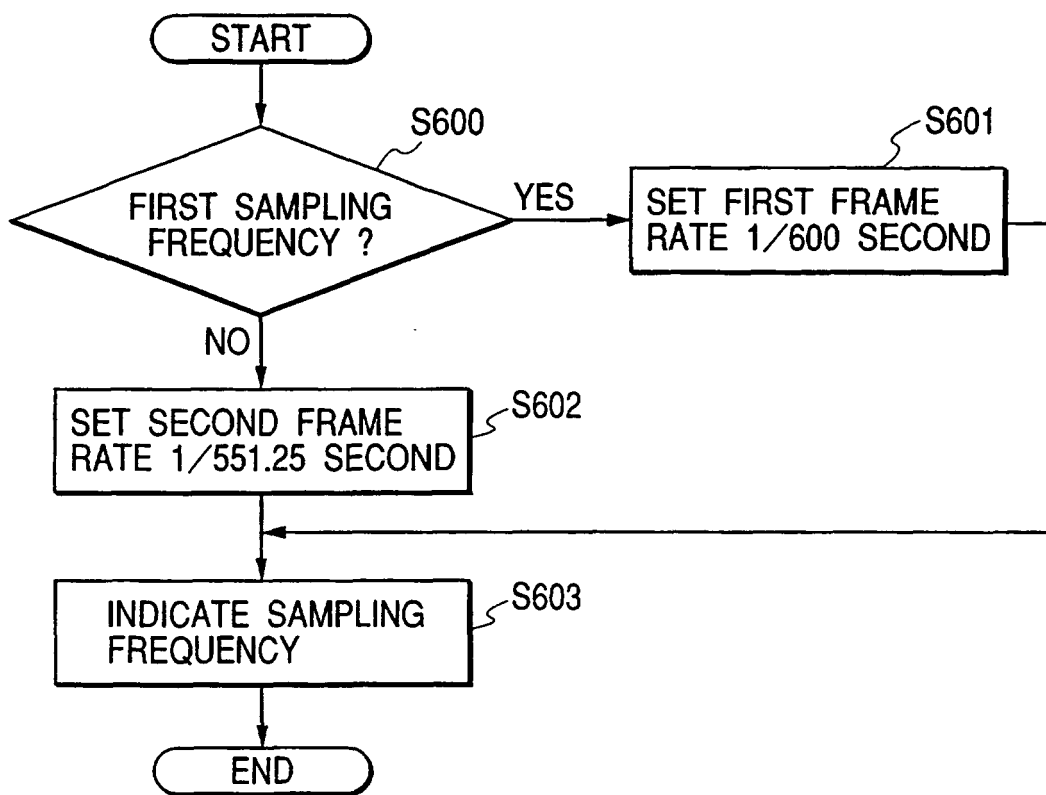 START
S600
FIRST SAMPLING
FREQUENCY ?
YES
S601
SET FIRST FRAME
RATE 1/600 SECOND
NO
S602
SET SECOND FRAME
RATE 1/551.25 SECOND
S603
INDICATE SAMPLING
FREQUENCY
END